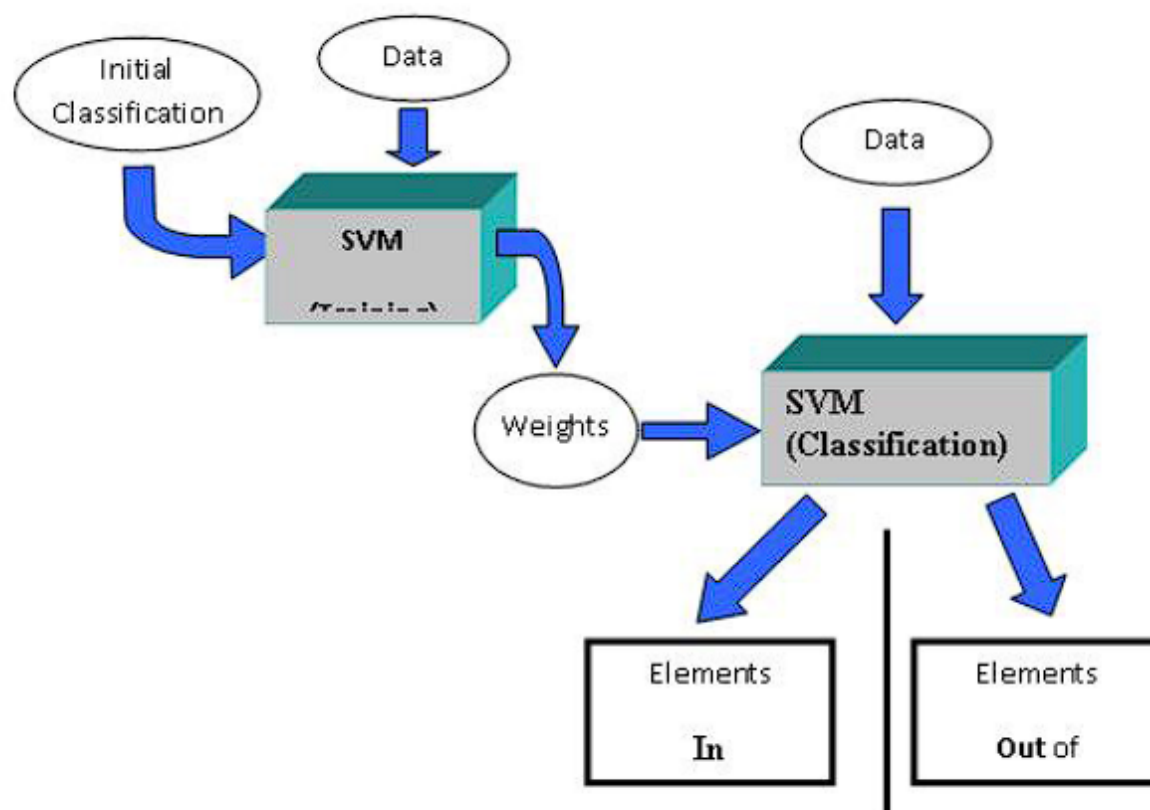 Initial
Classification
Data
Data
SVM
Weights
SVM
(Classification)
Elements
In
Elements
Out of